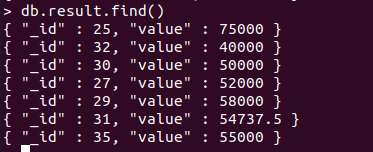 > db.result.find()
{ "_id" : 25, "value" : 75000 }
{ "_id" : 32, "value" : 40000 }
{ "_id" : 30, "value" : 50000 }
{ "_id" : 27, "value" : 52000 }
{ "_id" : 29, "value" : 58000 }
{ "_id" : 31, "value" : 54737.5 }
{ "_id" : 35, "value" : 55000 }